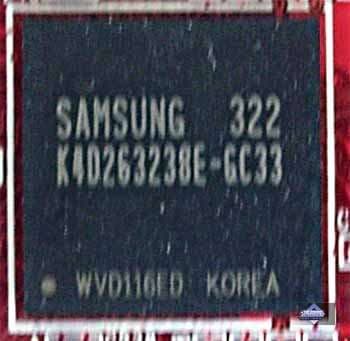 SAMSUNG 322
K4D263238E-GC33
WVD116ED KOREA